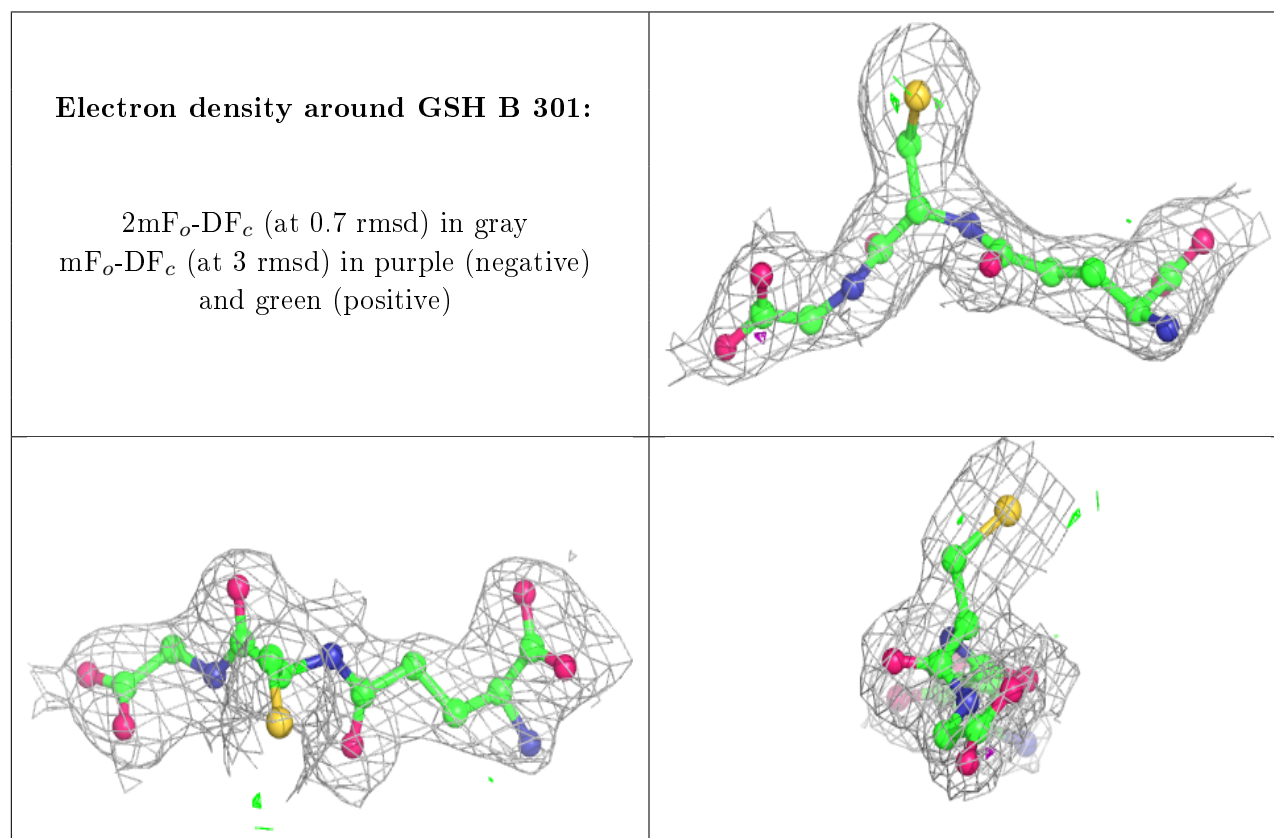 Electron density around GSH B 301:
2mFo-DFc (at 0.7 rmsd) in gray
mFo-DFc (at 3 rmsd) in purple (negative)
and green (positive)